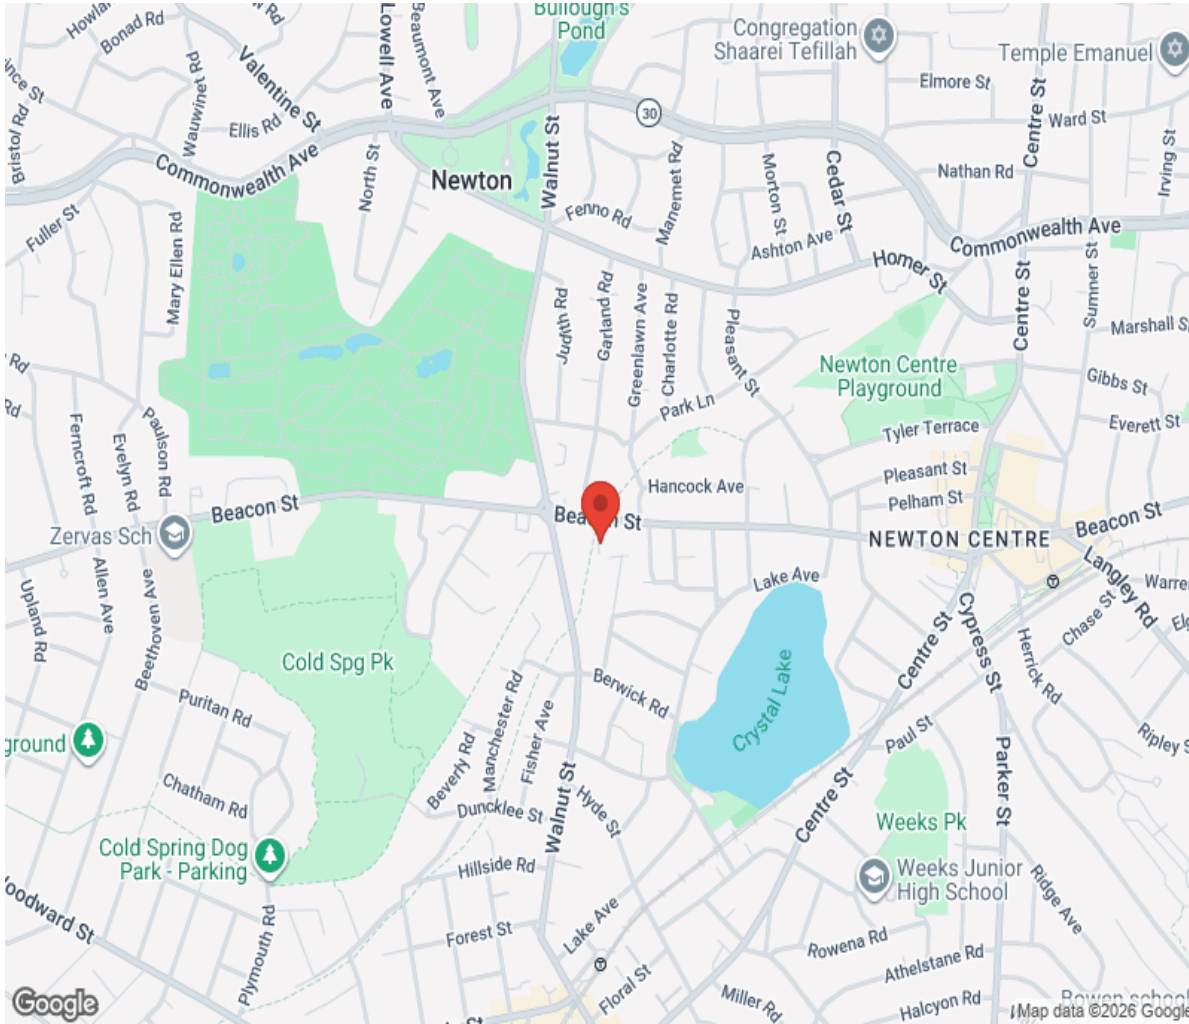 Bullough's
Pond
Congregation
Shaarei Tefillah
Temple Emanuel
Bonad Rd
Wauwinet Rd
Valentine St
Lowell Ave
Beaumont Ave
Elmore St
30
Ward St
Centre St
Bristol Rd
Ellis Rd
Commonwealth Ave
North St
Newton
Walnut St
Fenno Rd
Manemet Rd
Morton St
Cedar St
Nathan Rd
Irving St
Fuller St
Mary Ellen Rd
Ashton Ave
Commonwealth Ave
Homer St
Centre St
Sumner St
Judith Rd
Garland Rd
Greenlawn Ave
Charlotte Rd
Pleasant St
Marshall
Newton Centre
Playground
Gibbs St
Rd
Rd
Park Ln
Everett St
Tyler Terrace
Ferncroft Rd
Evelyn Rd
Paulson Rd
Pleasant St
Hancock Ave
Pelham St
Beacon St
Beacon St
Beacon St
Zervas Sch
NEWTON CENTRE
Lake Ave
Langley Rd
Upland Rd
Allen Ave
Beethoven Ave
Cypress St
Chase St
Centre St
Herrick Rd
Cold Spg Pk
Berwick Rd
Crystal Lake
Puritan Rd
Manchester Rd
Fisher Ave
Beverly Rd
Paul St
Parker St
Ripley
Chatham Rd
Duncklee St
Walnut St
Hyde St
Centre St
Weeks Pk
Cold Spring Dog
Park - Parking
Hillside Rd
Weeks Junior
High School
Ridge Ave
Plymouth Rd
Forest St
Lake Ave
Rowena Rd
Athelstane Rd
Floral St
Miller Rd
Halcyon Rd
Bowen school
Google
Map data ©2026 Google